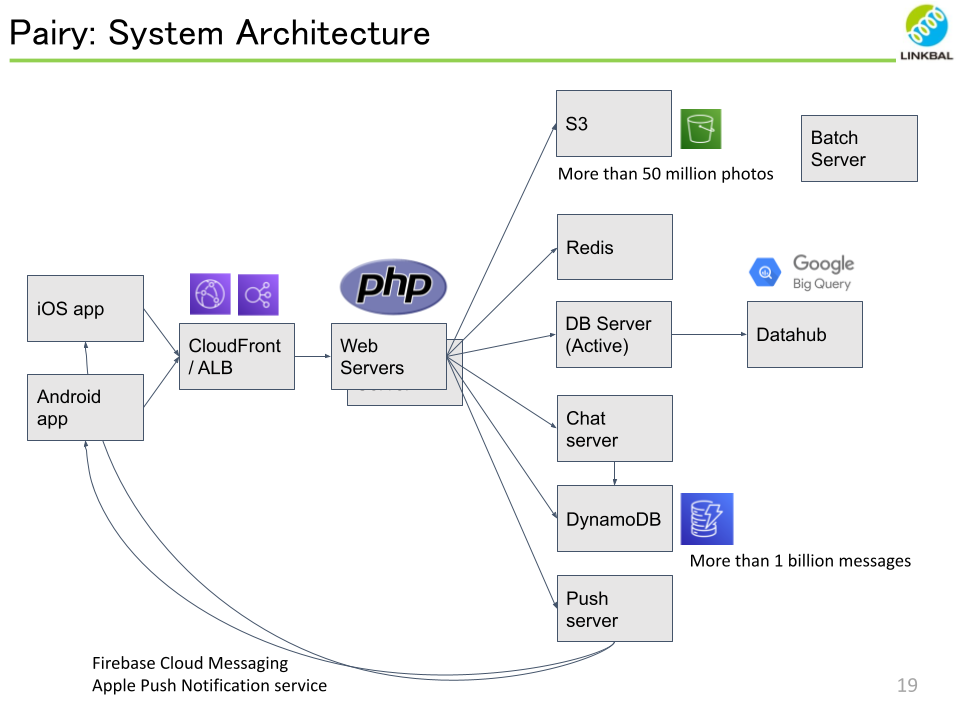 Pairy: System Architecture
LINKBAL
S3
More than 50 million photos
Batch
Server
Redis
Google
Big Query
php
iOS app
CloudFront
/ ALB
Web
Servers
DB Server
(Active)
Datahub
Android
app
Chat
server
DynamoDB
More than 1 billion messages
Push
server
Firebase Cloud Messaging
Apple Push Notification service
19